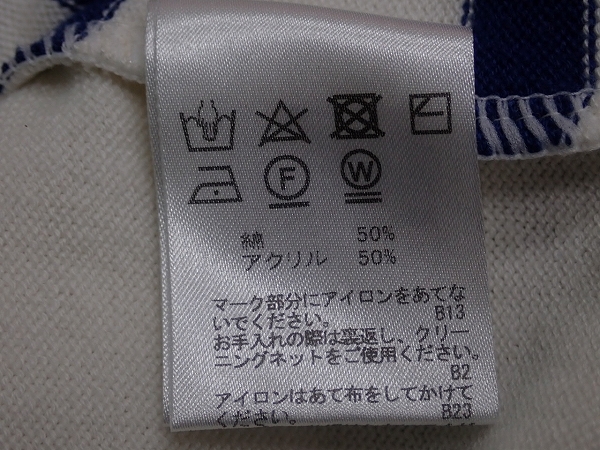 F W
綿 50%
アクリル 50%
マーク部分にアイロンをあてな
いでください。 B13
お手入れの際は裏返し、クリー
ニングネットをご使用ください。
B2
アイロンはあて布をしてかけて
ください。 B23